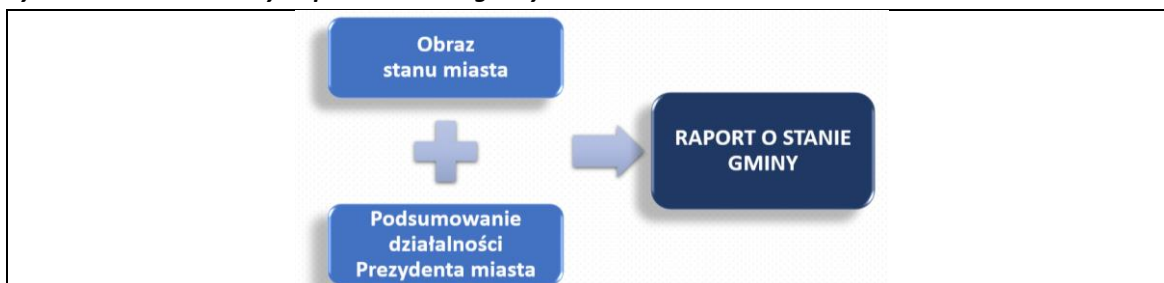 Obraz
stanu miasta
RAPORT O STANIE
GMINY
Podsumowanie
działalności
Prezydenta miasta